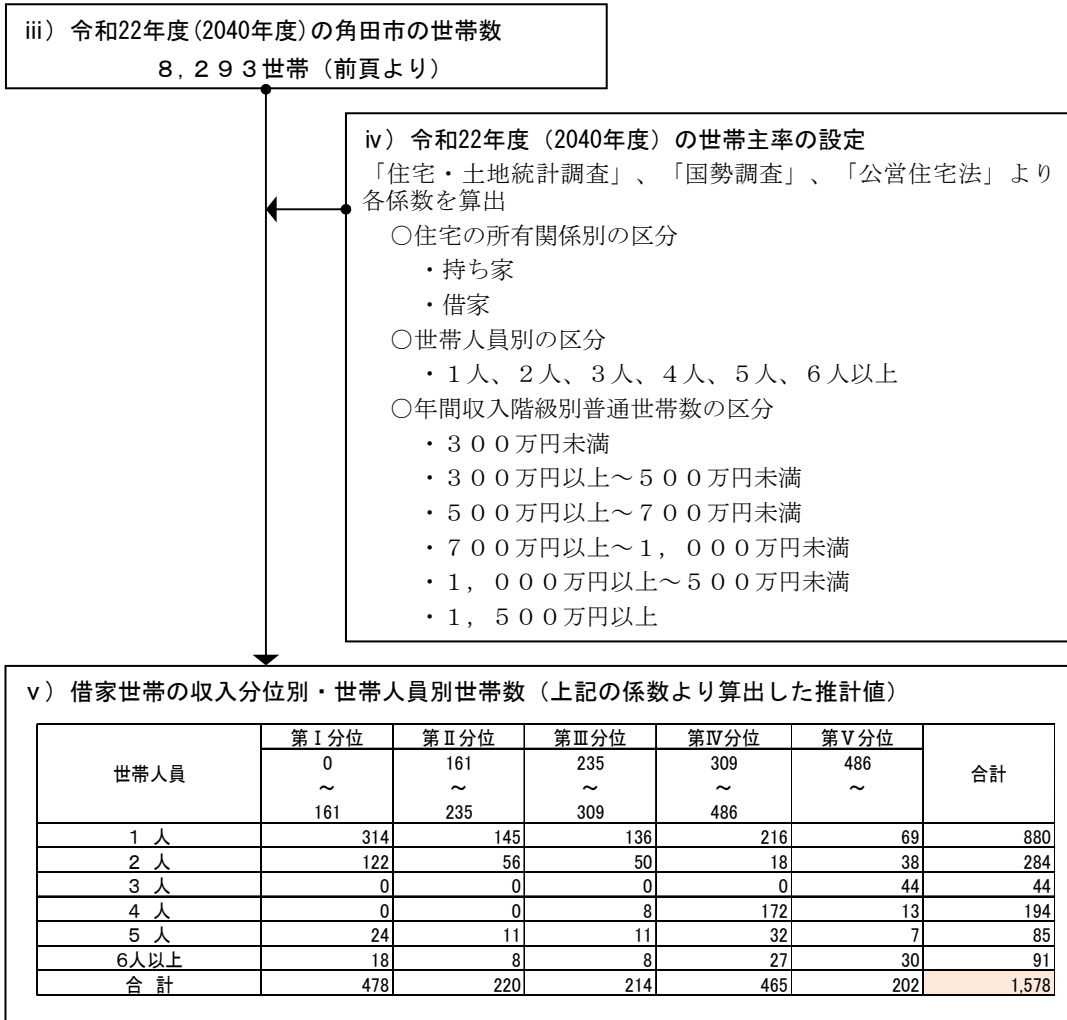 ⅲ）令和22年度(2040年度)の角田市の世帯数
８，２９３世帯（前頁より）
ⅳ）令和22年度（2040年度）の世帯主率の設定
「住宅・土地統計調査」、「国勢調査」、「公営住宅法」より
各係数を算出
○住宅の所有関係別の区分
・持ち家
・借家
○世帯人員別の区分
・１人、２人、３人、４人、５人、６人以上
○年間収入階級別普通世帯数の区分
・３００万円未満
・３００万円以上～５００万円未満
・５００万円以上～７００万円未満
・７００万円以上～１，０００万円未満
・１，０００万円以上～５００万円未満
・１，５００万円以上
ⅴ）借家世帯の収入分位別・世帯人員別世帯数（上記の係数より算出した推計値）
世帯人員 第Ⅰ分位 第Ⅱ分位 第Ⅲ分位 第Ⅳ分位 第Ⅴ分位 合計
0 161 235 309 486
～ ～ ～ ～ ～
161 235 309 486
１ 人 314 145 136 216 69 880
２ 人 122 56 50 18 38 284
３ 人 0 0 0 0 44 44
４ 人 0 0 8 172 13 194
５ 人 24 11 11 32 7 85
6人以上 18 8 8 27 30 91
合 計 478 220 214 465 202 1,578